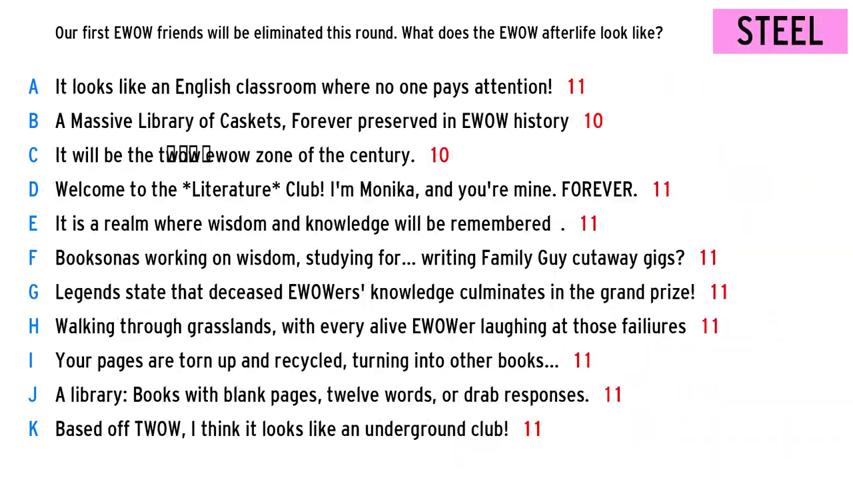 Our first EWOW friends will be eliminated this round. What does the EWOW afterlife look like?
STEEL
A It looks like an English classroom where no one pays attention! 11
B A Massive Library of Caskets, Forever preserved in EWOW history 10
C It will be the ewow zone of the century. 10
D Welcome to the *Literature* Club! I'm Monika, and you're mine. FOREVER. 11
E It is a realm where wisdom and knowledge will be remembered . 11
F Booksonas working on wisdom, studying for... writing Family Guy cutaway gigs? 11
G Legends state that deceased EWOWers' knowledge culminates in the grand prize! 11
H Walking through grasslands, with every alive EWOWer laughing at those failiures 11
I Your pages are torn up and recycled, turning into other books... 11
J A library: Books with blank pages, twelve words, or drab responses. 11
K Based off TWOW, I think it looks like an underground club! 11